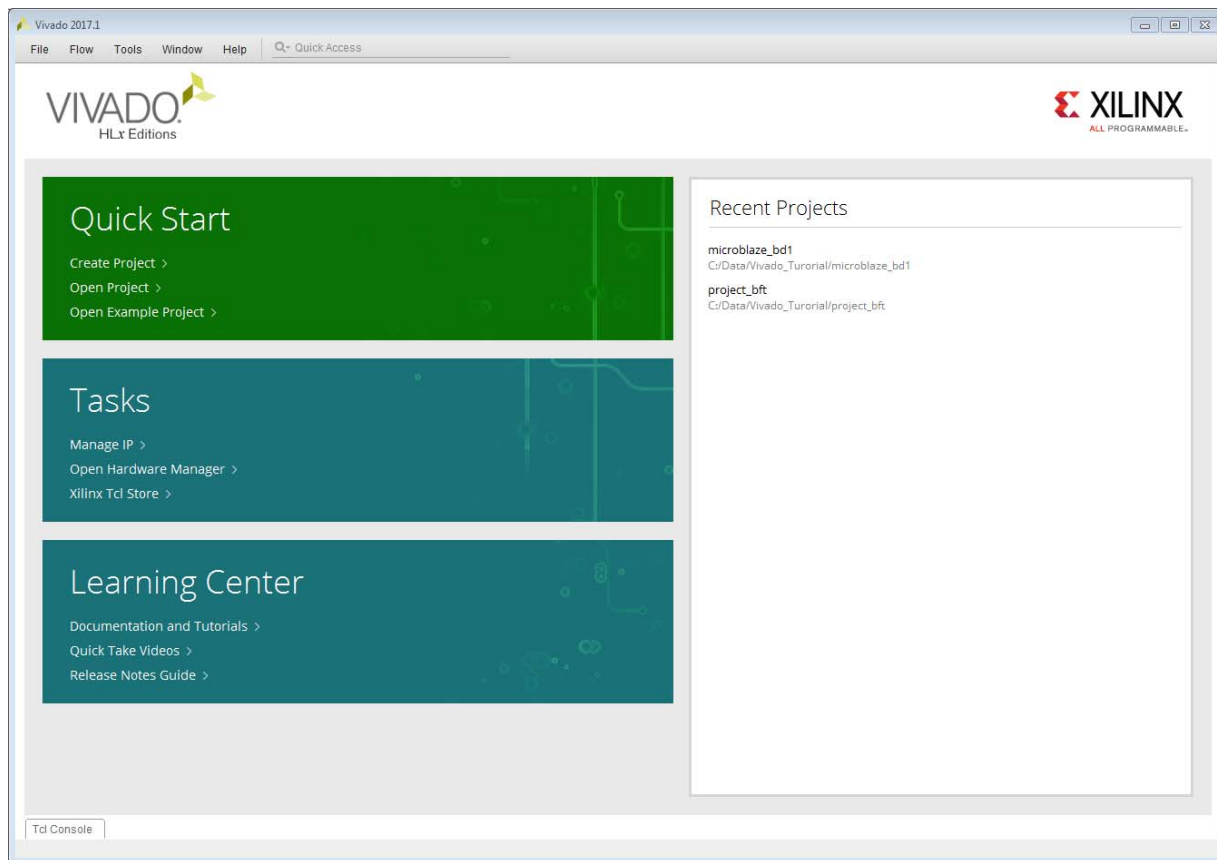 Vivado 2017.1
File Flow Tools Window Help Quick Access
VIVADO.
HLx Editions
XILINX
ALL PROGRAMMABLE.
Quick Start
Create Project >
Open Project >
Open Example Project >
Tasks
Manage IP >
Open Hardware Manager >
Xilinx Tcl Store >
Learning Center
Documentation and Tutorials >
Quick Take Videos >
Release Notes Guide >
Recent Projects
microblaze_bd1
C:/Data/Vivado_Turorial/microblaze_bd1
project_bft
C:/Data/Vivado_Turorial/project_bft
Tcl Console